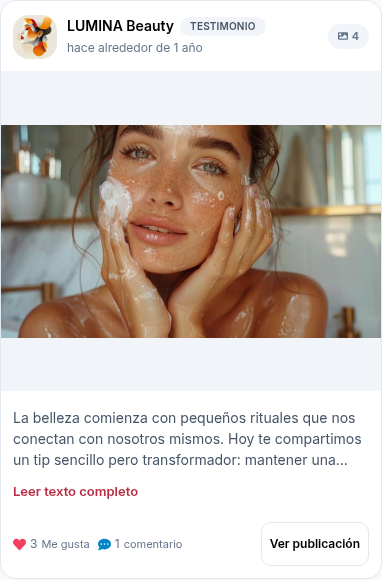 LUMINA Beauty TESTIMONIO
hace alrededor de 1 año
4
La belleza comienza con pequeños rituales que nos
conectan con nosotros mismos. Hoy te compartimos
un tip sencillo pero transformador: mantener una...
Leer texto completo
3 Me gusta 1 comentario
Ver publicación